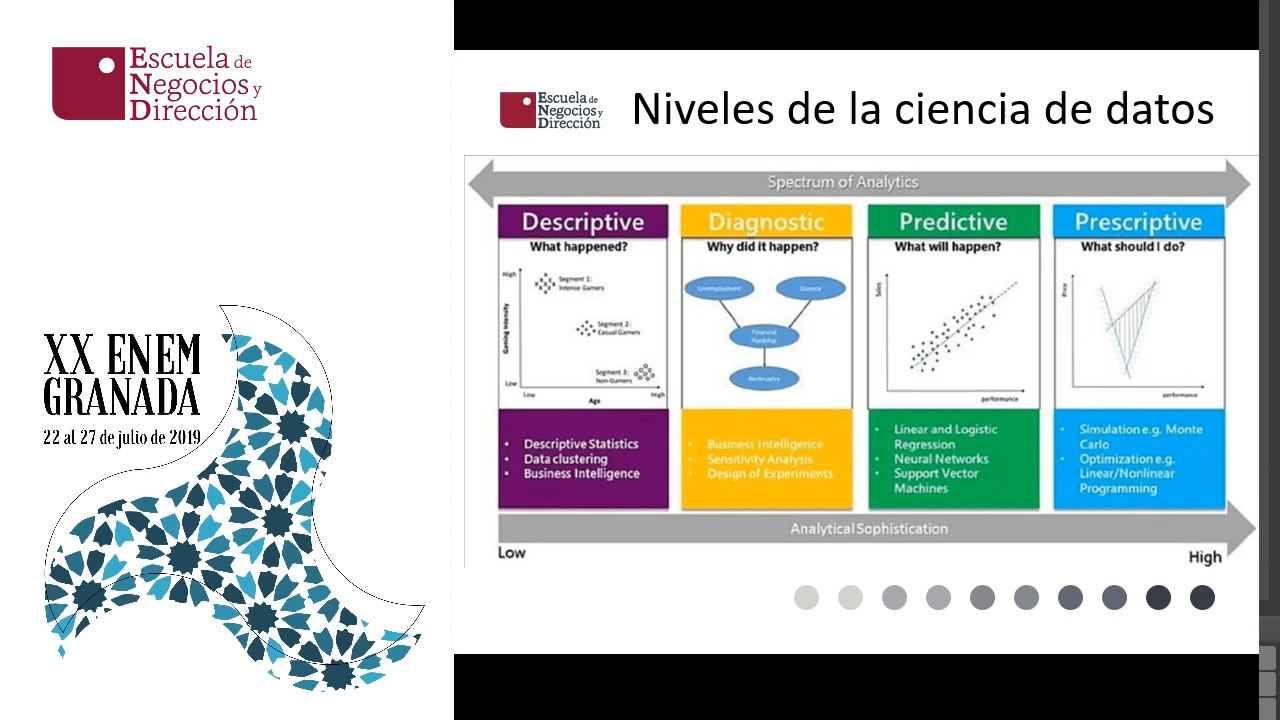 Escuela de
Negocios y
Dirección
XX ENEM
GRANADA
22 al 27 de julio de 2019
Escuela de
Negocios y
Dirección
Niveles de la ciencia de datos
Spectrum of Analytics
Descriptive
What happened?
High
Gaming Intensity
Low
Segment 1:
Intense Gamers
Segment 2:
Casual Gamers
Segment 3:
Non-Gamers
Low
High
Age
• Descriptive Statistics
• Data clustering
• Business Intelligence
Diagnostic
Why did it happen?
Unemployment
Divorce
Financial
Hardship
Bankruptcy
• Business Intelligence
• Sensitivity Analysis
• Design of Experiments
Predictive
What will happen?
Sales
performance
• Linear and Logistic
Regression
• Neural Networks
• Support Vector
Machines
Prescriptive
What should I do?
Price
performance
• Simulation e.g. Monte
Carlo
• Optimization e.g.
Linear/Nonlinear
Programming
Analytical Sophistication
Low
High